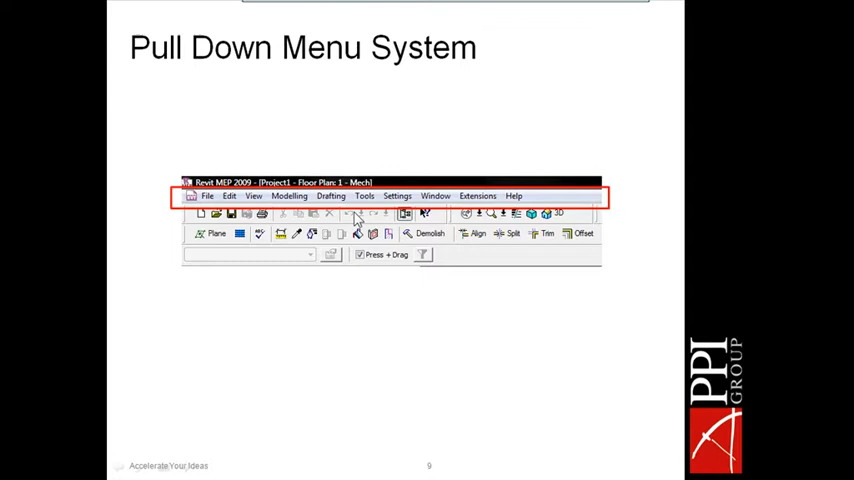 Pull Down Menu System
Revit MEP 2009 - [Project1 - Floor Plan: 1 - Mech]
File Edit View Modelling Drafting Tools Settings Window Extensions Help
3D
Plane Demolish Align Split Trim Offset
Press + Drag
PPI
GROUP
Accelerate Your Ideas
9